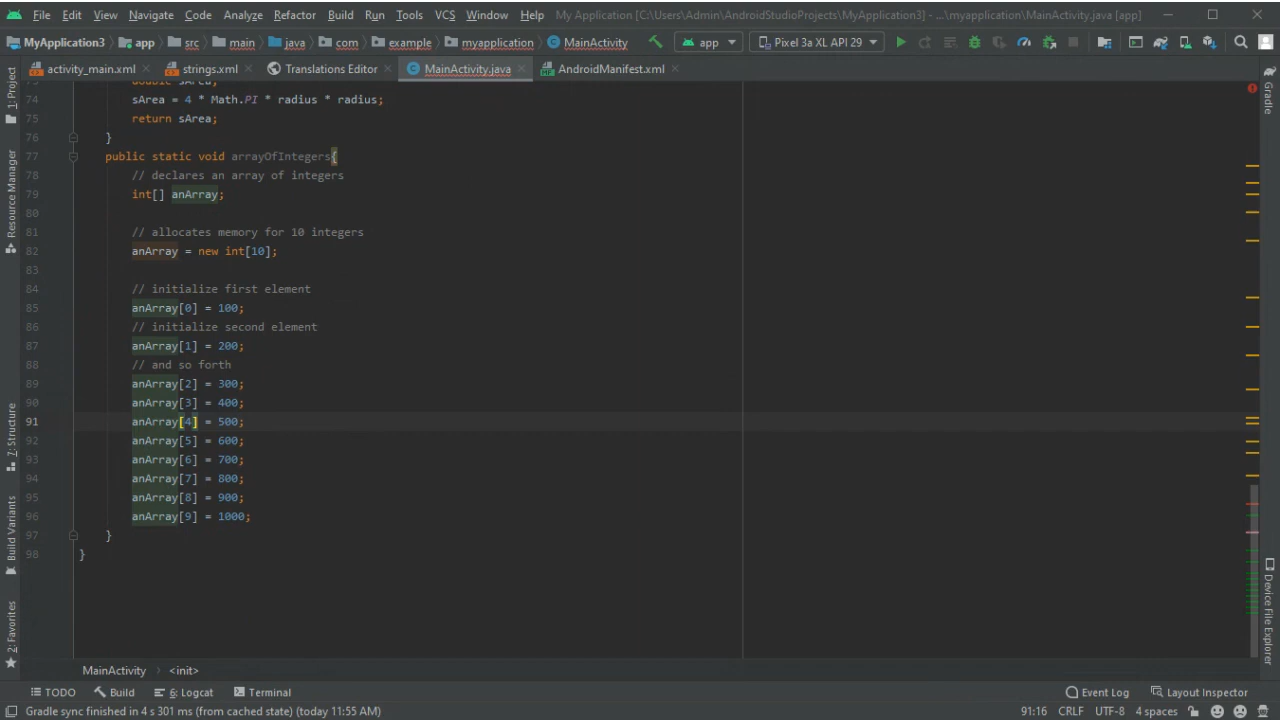 File Edit View Navigate Code Analyze Refactor Build Run Tools VCS Window Help My Application [C:\Users\Admin\AndroidStudioProjects\MyApplication3] - ...\myapplication\MainActivity.java [app]
MyApplication3 app src main java com example myapplication MainActivity app Pixel 3a XL API 29
activity_main.xml strings.xml Translations Editor MainActivity.java AndroidManifest.xml
1: Project
Resource Manager
7: Structure
Build Variants
2: Favorites
Gradle
Device File Explorer
73 double sArea;
74 sArea = 4 * Math.PI * radius * radius;
75 return sArea;
76 }
77 public static void arrayOfIntegers{
78 // declares an array of integers
79 int[] anArray;
80
81 // allocates memory for 10 integers
82 anArray = new int[10];
83
84 // initialize first element
85 anArray[0] = 100;
86 // initialize second element
87 anArray[1] = 200;
88 // and so forth
89 anArray[2] = 300;
90 anArray[3] = 400;
91 anArray[4] = 500;
92 anArray[5] = 600;
93 anArray[6] = 700;
94 anArray[7] = 800;
95 anArray[8] = 900;
96 anArray[9] = 1000;
97 }
98 }
MainActivity <init>
TODO Build 6: Logcat Terminal Event Log Layout Inspector
Gradle sync finished in 4 s 301 ms (from cached state) (today 11:55 AM) 91:16 CRLF UTF-8 4 spaces